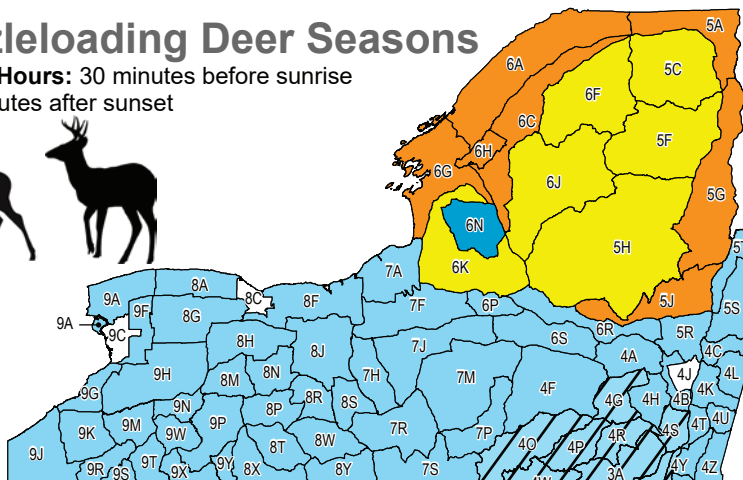 zleloading Deer Seasons
Hours: 30 minutes before sunrise
utes after sunset
5A
6A
5C
6F
6C
5F
6H
6G
6J
5G
6N
5H
6K
7A
8A
9A
8C
8F
7F
6P
5J
5S
9F
8G
9A
9C
6R
5R
6S
8H
8J
7J
4A
4C
9H
8M
8N
7H
7M
4F
4J
4L
4K
9G
8R
8S
4G
4H
4B
9N
8P
9M
9P
4T
4U
9K
9W
7R
7P
4R
4S
8T
8W
4O
4P
9J
9T
9Y
9R
9S
9X
8X
8Y
7S
3A
4Y
4Z